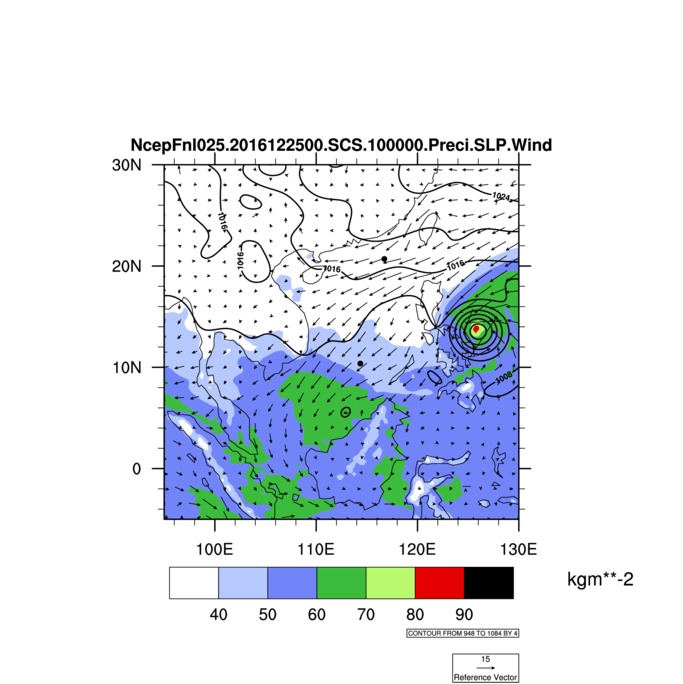 NcepFnl025.2016122500.SCS.100000.Preci.SLP.Wind
30N
1024
1016
1016
1016
1016
20N
10N
1008
0
100E 110E 120E 130E
kgm**-2
40 50 60 70 80 90
CONTOUR FROM 948 TO 1084 BY 4
15
Reference Vector